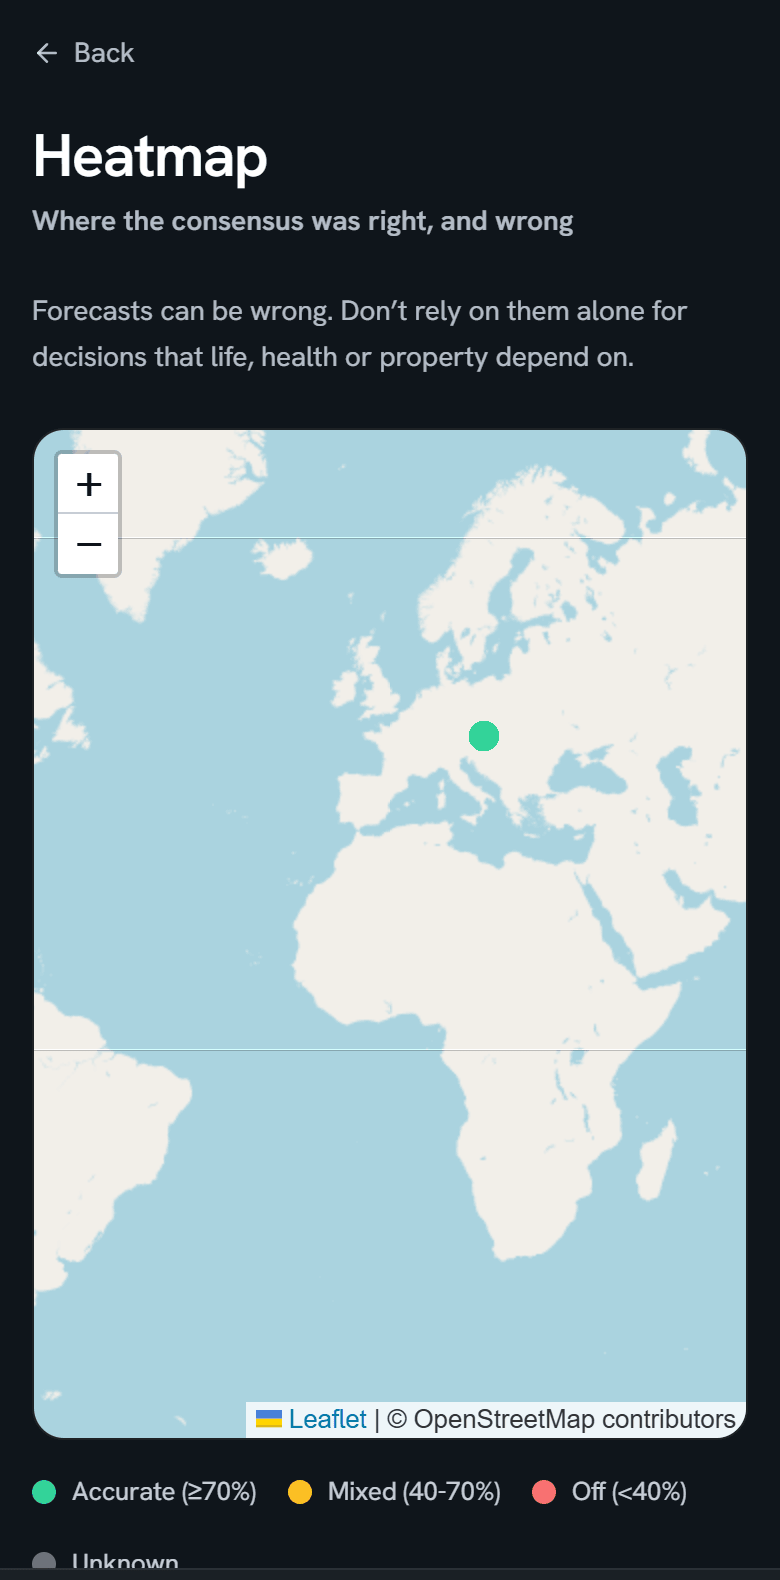 Back
Heatmap
Where the consensus was right, and wrong
Forecasts can be wrong. Don’t rely on them alone for
decisions that life, health or property depend on.
+
−
Leaflet | © OpenStreetMap contributors
Accurate (≥70%) Mixed (40-70%) Off (<40%)
Unknown